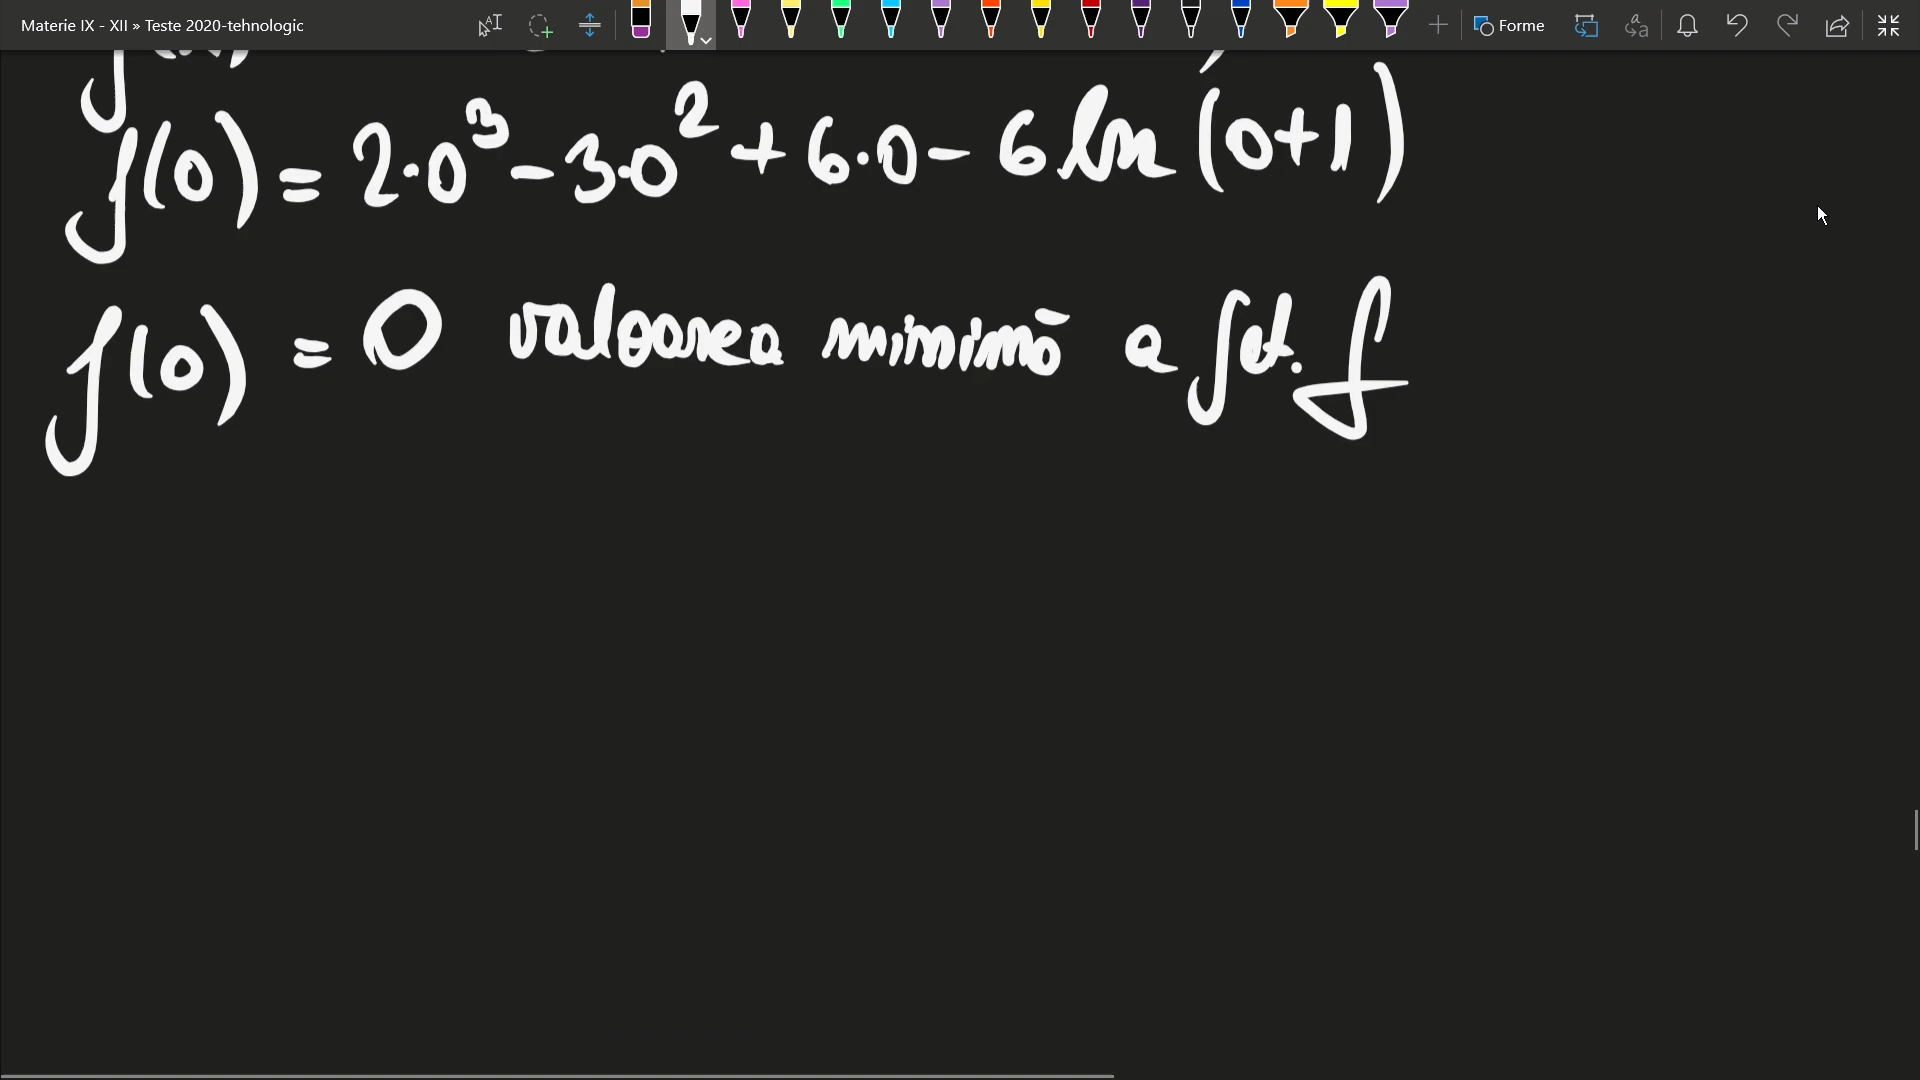 Materie IX - XII » Teste 2020-tehnologic
Forme
f(0) = 2·0³ - 3·0² + 6·0 - 6 ln (0+1)
f(0) = 0 valoarea minimă a fct. f